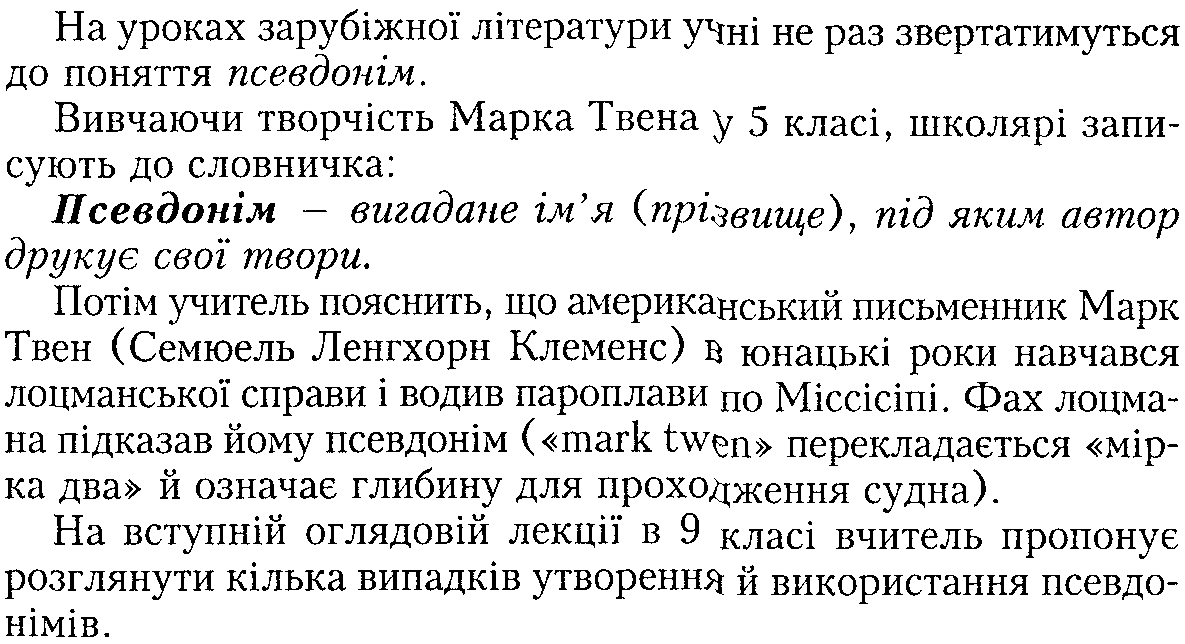 На уроках зарубіжної літератури учні не раз звертатимуться
до поняття псевдонім.
Вивчаючи творчість Марка Твена у 5 класі, школярі запи-
сують до словничка:
Псевдонім – вигадане ім’я (прізвище), під яким автор
друкує свої твори.
Потім учитель пояснить, що американський письменник Марк
Твен (Семюель Ленгхорн Клеменс) в юнацькі роки навчався
лоцманської справи і водив пароплави по Міссісіпі. Фах лоцма-
на підказав йому псевдонім («mark twen» перекладається «мір-
ка два» й означає глибину для проходження судна).
На вступній оглядовій лекції в 9 класі вчитель пропонує
розглянути кілька випадків утворення й використання псевдо-
німів.